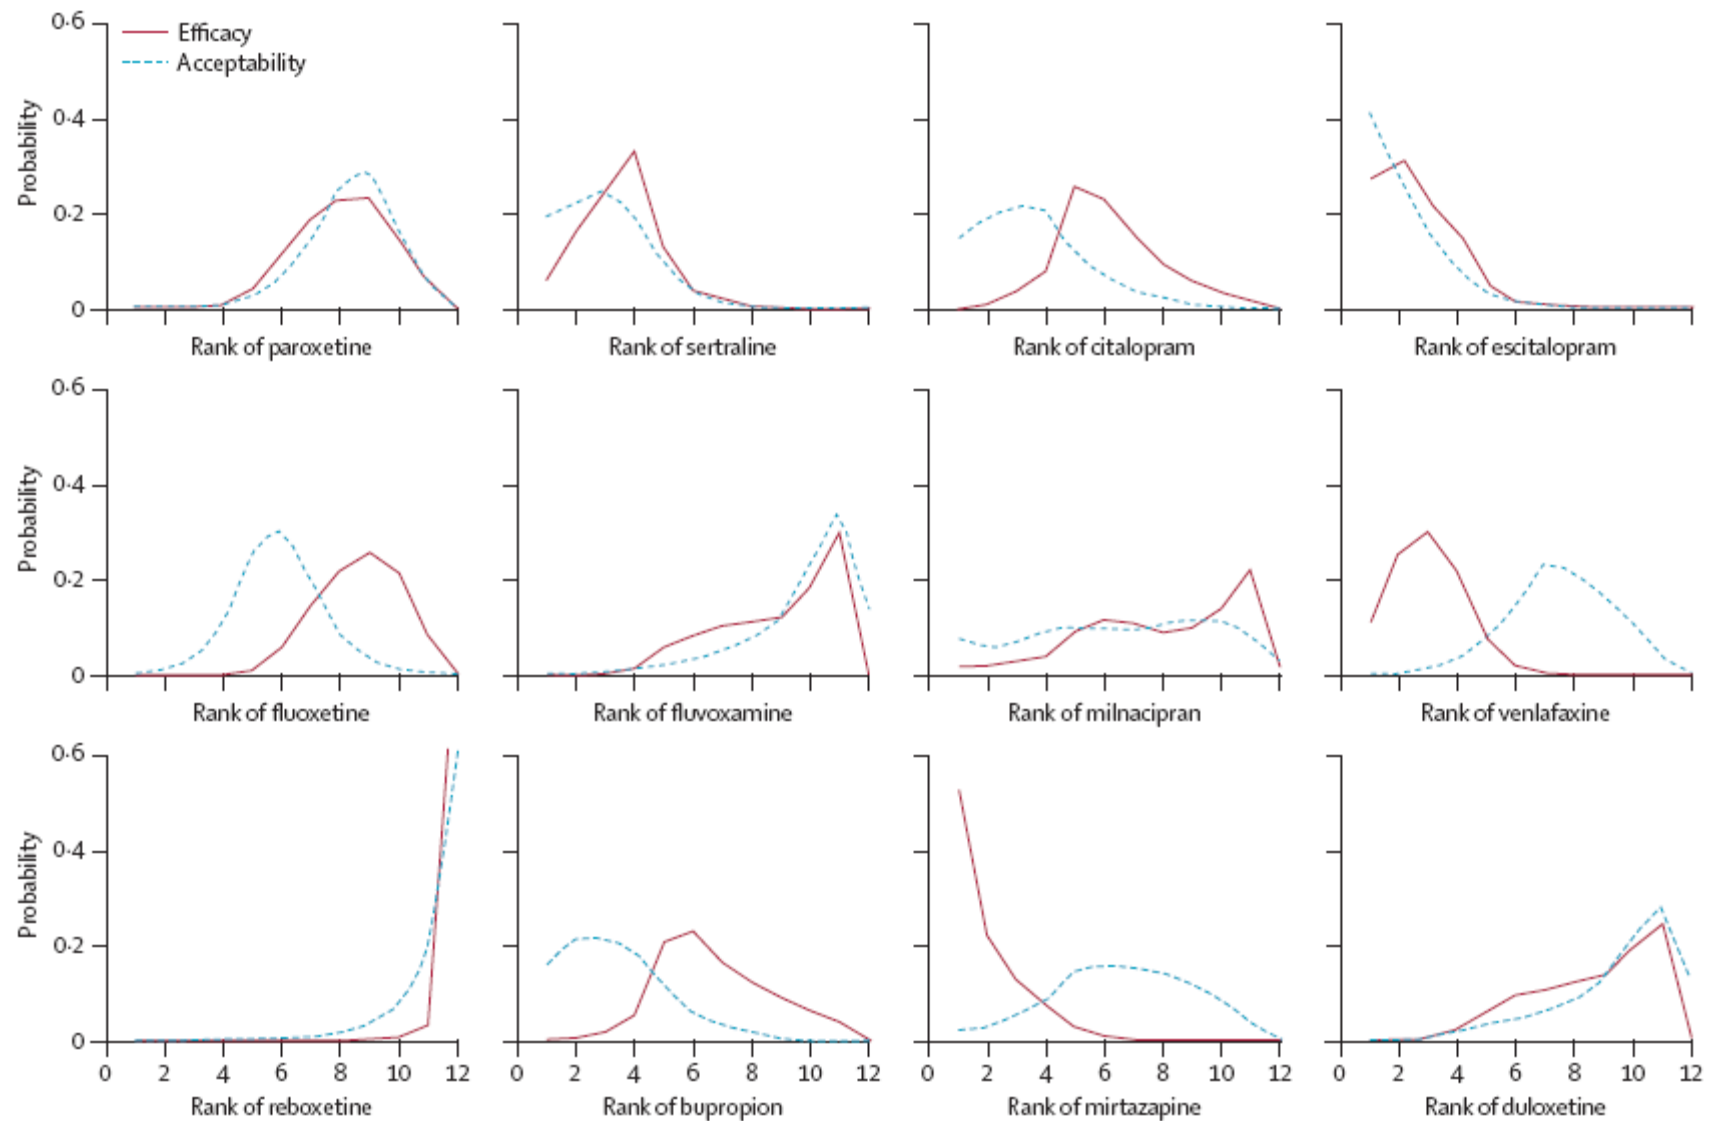 0·6
Efficacy
Acceptability
0·4
0·2
0
Probability
Rank of paroxetine
Rank of sertraline
Rank of citalopram
Rank of escitalopram
0·6
0·4
0·2
0
Probability
Rank of fluoxetine
Rank of fluvoxamine
Rank of milnacipran
Rank of venlafaxine
0·6
0·4
0·2
0
Probability
0 2 4 6 8 10 12 0 2 4 6 8 10 12 0 2 4 6 8 10 12 0 2 4 6 8 10 12
Rank of reboxetine
Rank of bupropion
Rank of mirtazapine
Rank of duloxetine